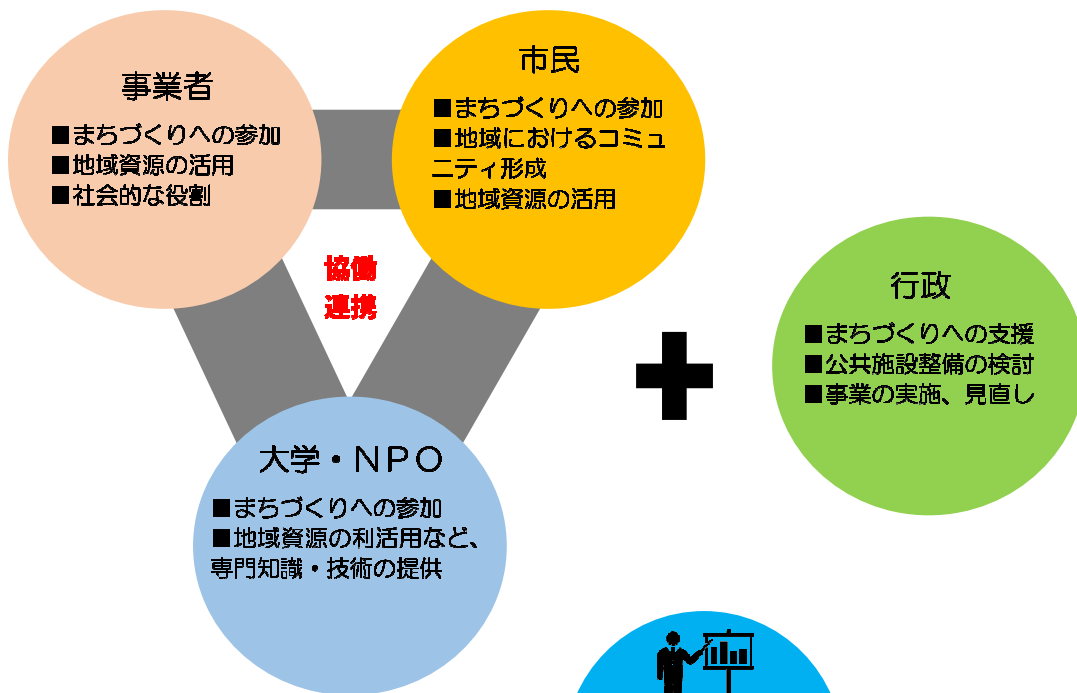 事業者
■まちづくりへの参加
■地域資源の活用
■社会的な役割
市民
■まちづくりへの参加
■地域におけるコミュ
ニティ形成
■地域資源の活用
協働
連携
大学・ＮＰＯ
■まちづくりへの参加
■地域資源の利活用など、
専門知識・技術の提供
行政
■まちづくりへの支援
■公共施設整備の検討
■事業の実施、見直し